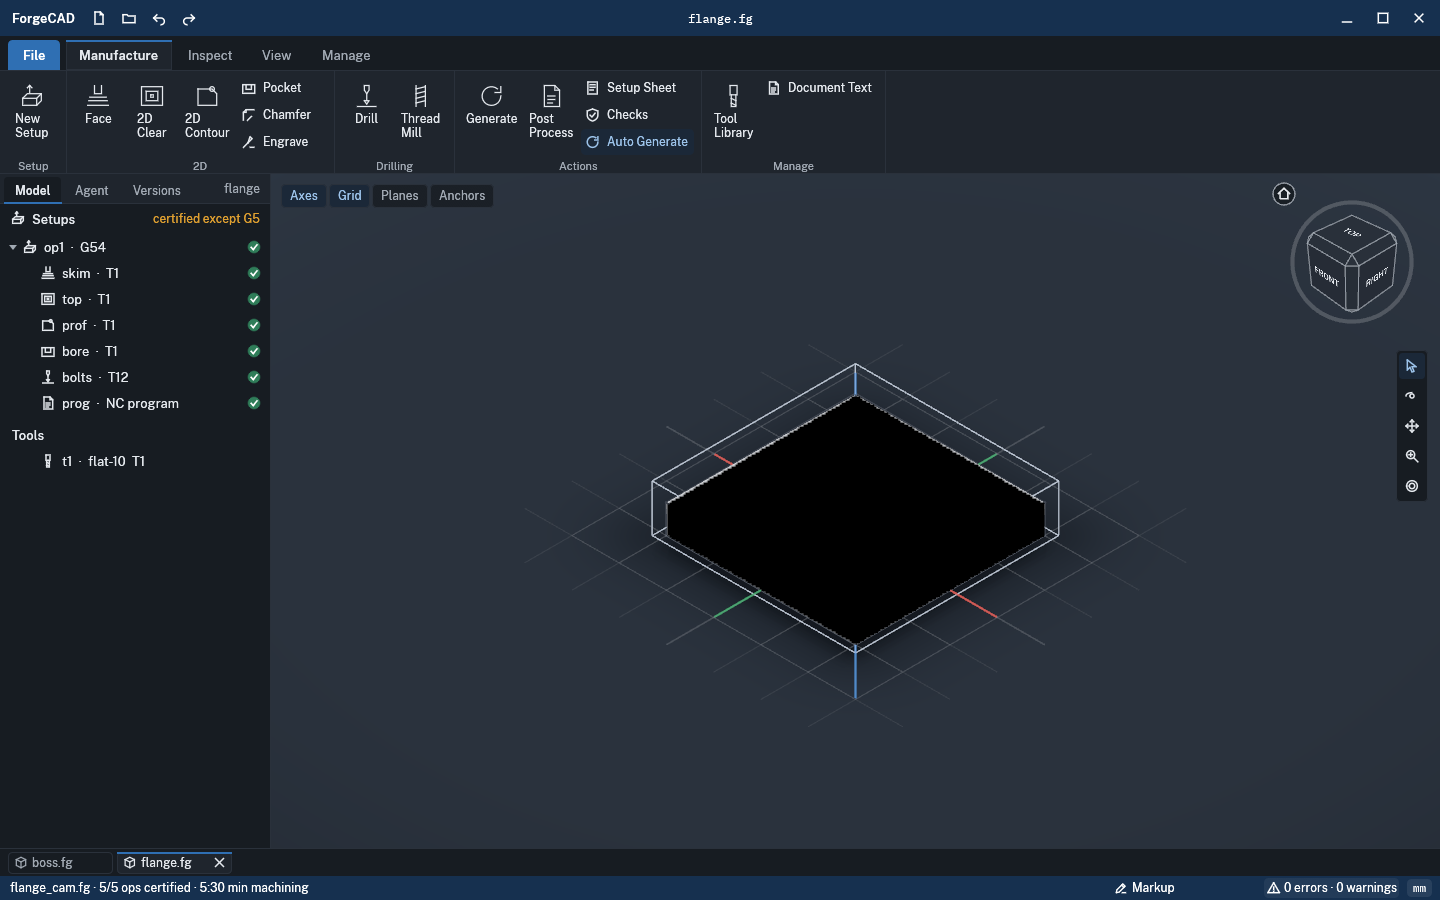 ForgeCAD
flange.fg
File
Manufacture
Inspect
View
Manage
New Setup
Setup
Face
2D Clear
2D Contour
Pocket
Chamfer
Engrave
2D
Drill
Thread Mill
Drilling
Generate
Post Process
Setup Sheet
Checks
Auto Generate
Actions
Tool Library
Document Text
Manage
Model
Agent
Versions
flange
Setups
certified except G5
op1 · G54
skim · T1
top · T1
prof · T1
bore · T1
bolts · T12
prog · NC program
Tools
t1 · flat-10 T1
Axes
Grid
Planes
Anchors
TOP
FRONT
RIGHT
boss.fg
flange.fg
flange_cam.fg · 5/5 ops certified · 5:30 min machining
Markup
0 errors · 0 warnings
mm